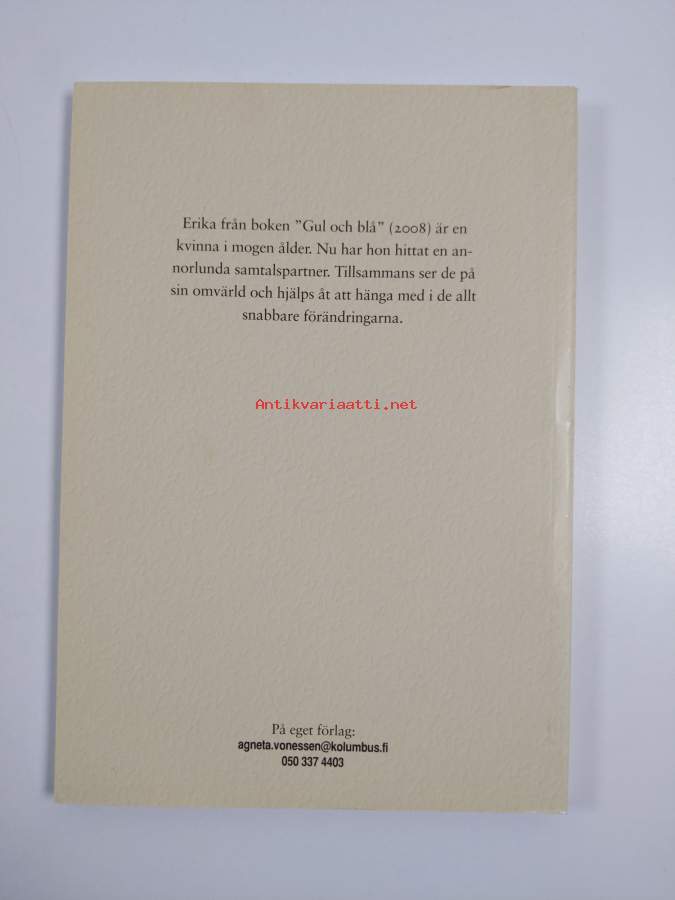 Erika från boken ”Gul och blå” (2008) är en
kvinna i mogen ålder. Nu har hon hittat en an-
norlunda samtalspartner. Tillsammans ser de på
sin omvärld och hjälps åt att hänga med i de allt
snabbare förändringarna.
Antikvariaatti.net
På eget förlag:
agneta.vonessen@kolumbus.fi
050 337 4403